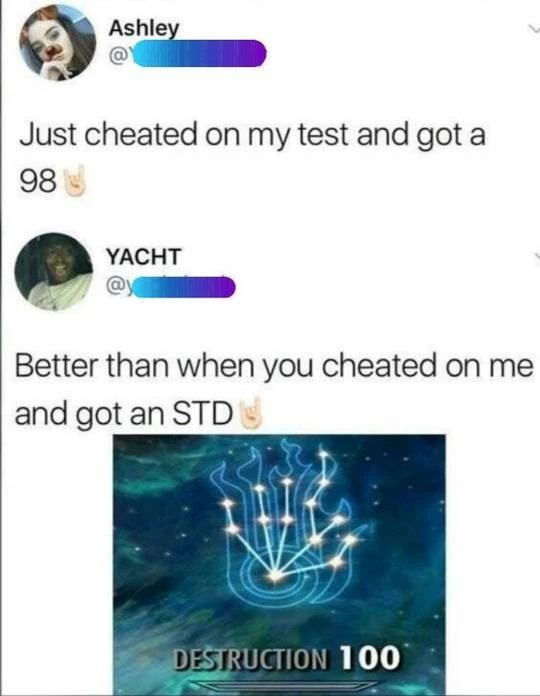 Ashley
@
Just cheated on my test and got a
98🤘🏻
YACHT
@y
Better than when you cheated on me
and got an STD🤘🏻
DESTRUCTION 100